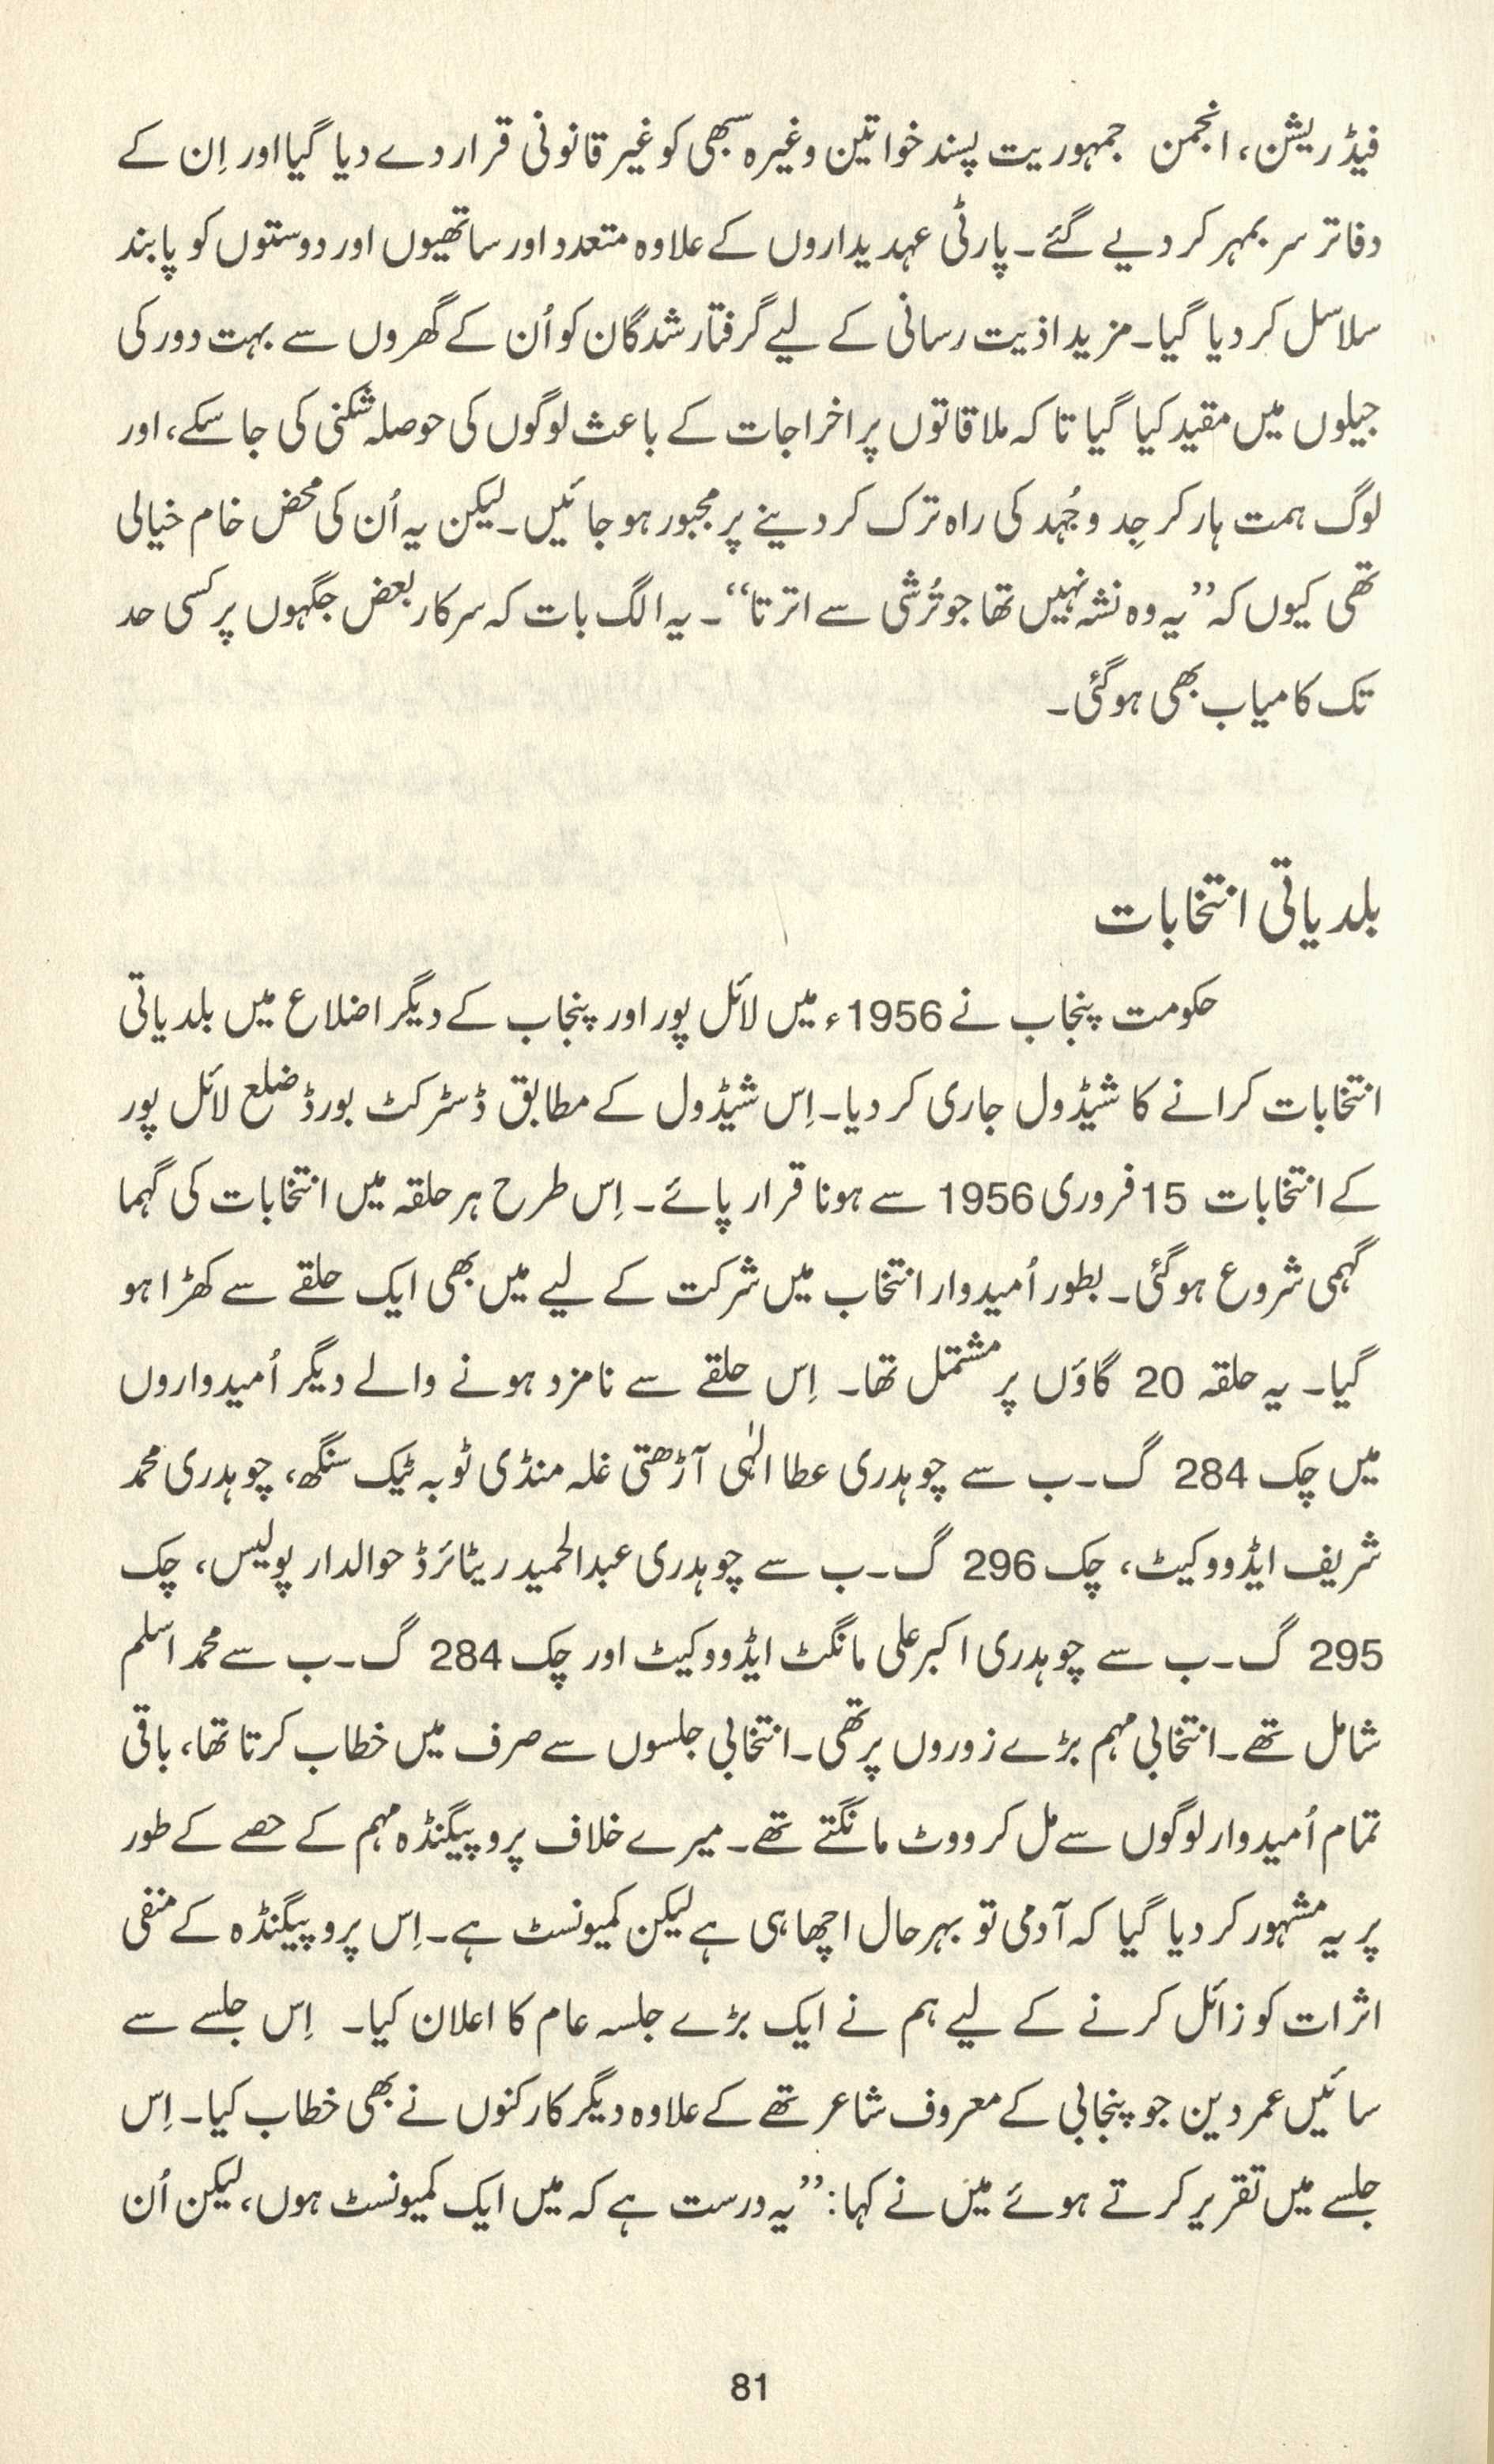 فیڈریشن، انجمن جمہوریت پسند خواتین وغیرہ سبھی کو غیر قانونی قرار دے دیا گیا اور اِن کے
دفاتر سر بمہر کر دیے گئے۔ پارٹی عہدیداروں کے علاوہ متعدد اور ساتھیوں اور دوستوں کو پابند
سلاسل کر دیا گیا۔ مزید اذیت رسانی کے لیے گرفتار شدگان کو اُن کے گھروں سے بہت دور کی
جیلوں میں مقید کیا گیا تا کہ ملاقاتوں پر اخراجات کے باعث لوگوں کی حوصلہ شکنی کی جا سکے، اور
لوگ ہمت ہار کر جِد و جُہد کی راہ ترک کر دینے پر مجبور ہو جائیں۔ لیکن یہ اُن کی محض خام خیالی
تھی کیوں کہ ”یہ وہ نشہ نہیں تھا جو تُرشی سے اترتا“۔ یہ الگ بات کہ سرکار بعض جگہوں پر کسی حد
تک کامیاب بھی ہو گئی۔
بلدیاتی انتخابات
حکومت پنجاب نے 1956ء میں لائل پور اور پنجاب کے دیگر اضلاع میں بلدیاتی
انتخابات کرانے کا شیڈول جاری کر دیا۔ اِس شیڈول کے مطابق ڈسٹرکٹ بورڈ ضلع لائل پور
کے انتخابات 15 فروری 1956 سے ہونا قرار پائے۔ اِس طرح ہر حلقہ میں انتخابات کی گہما
گہمی شروع ہو گئی۔ بطور اُمیدوار انتخاب میں شرکت کے لیے میں بھی ایک حلقے سے کھڑا ہو
گیا۔ یہ حلقہ 20 گاؤں پر مشتمل تھا۔ اِس حلقے سے نامزد ہونے والے دیگر اُمیدواروں
میں چک 284 گ۔ب سے چوہدری عطا الٰہی آڑھتی غلہ منڈی ٹوبہ ٹیک سنگھ، چوہدری محمد
شریف ایڈووکیٹ، چک 296 گ۔ب سے چوہدری عبدالحمید ریٹائرڈ حوالدار پولیس، چک
295 گ۔ب سے چوہدری اکبر علی مانگٹ ایڈووکیٹ اور چک 284 گ۔ب سے محمد اسلم
شامل تھے۔ انتخابی مہم بڑے زوروں پر تھی۔ انتخابی جلسوں سے صرف میں خطاب کرتا تھا، باقی
تمام اُمیدوار لوگوں سے مل کر ووٹ مانگتے تھے۔ میرے خلاف پروپیگنڈہ مہم کے حصے کے طور
پر یہ مشہور کر دیا گیا کہ آدمی تو بہرحال اچھا ہی ہے لیکن کمیونسٹ ہے۔ اِس پروپیگنڈہ کے منفی
اثرات کو زائل کرنے کے لیے ہم نے ایک بڑے جلسہ عام کا اعلان کیا۔ اِس جلسے سے
سائیں عمر دین جو پنجابی کے معروف شاعر تھے کے علاوہ دیگر کارکنوں نے بھی خطاب کیا۔ اِس
جلسے میں تقریر کرتے ہوئے میں نے کہا: ”یہ درست ہے کہ میں ایک کمیونسٹ ہوں، لیکن اُن
81